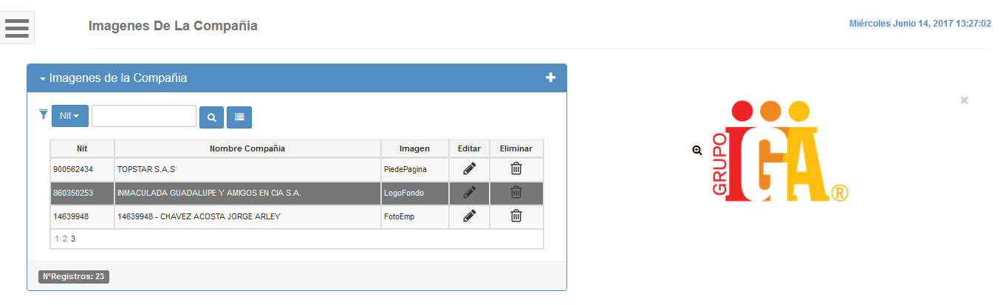 Imagenes De La Compañia
Miércoles Junio 14, 2017 13:27:02
Imagenes de la Compañia
Nit
Nit Nombre Compañia Imagen Editar Eliminar
900562434 TOPSTAR S.A.S PiedePagina
860350253 INMACULADA GUADALUPE Y AMIGOS EN CIA S.A. LogoFondo
14639948 14639948 - CHAVEZ ACOSTA JORGE ARLEY FotoEmp
1 2 3
NºRegistros: 23
GRUPO
IGA®